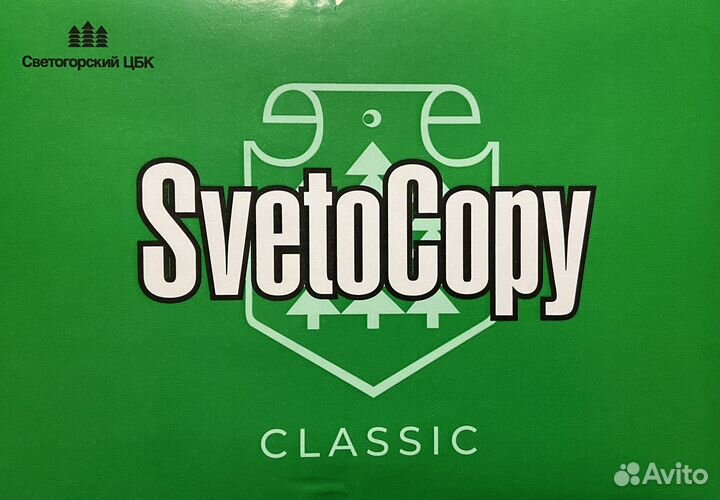 Светогорский ЦБК
SvetoCopy
CLASSIC
Avito